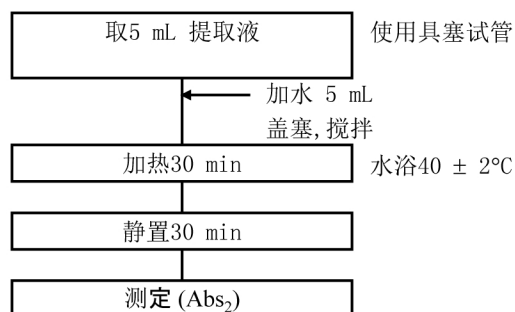 取5 mL 提取液
使用具塞试管
加水 5 mL
盖塞,搅拌
加热30 min
水浴40 ± 2℃
静置30 min
测定 (Abs₂)